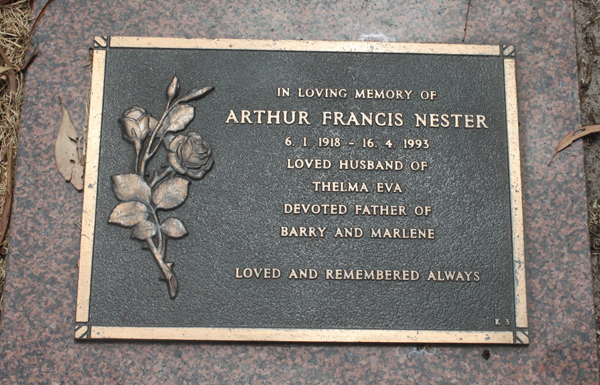 IN LOVING MEMORY OF
ARTHUR FRANCIS NESTER
6. 1. 1918 - 16. 4. 1993
LOVED HUSBAND OF
THELMA EVA
DEVOTED FATHER OF
BARRY AND MARLENE
LOVED AND REMEMBERED ALWAYS
K 3